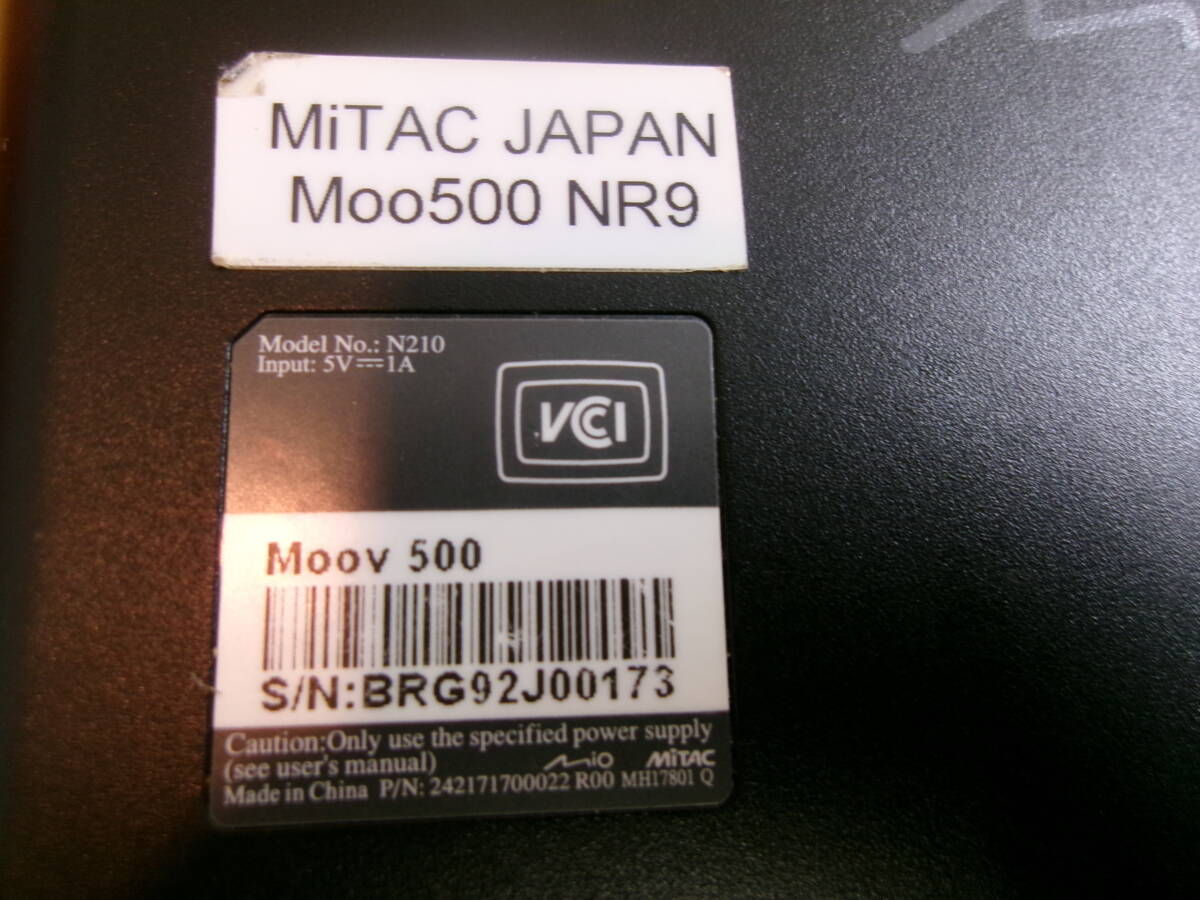 MiTAC JAPAN
Moo500 NR9
Model No.: N210
Input: 5V⎓1A
VCCI
Moov 500
S/N:BRG92J00173
Caution:Only use the specified power supply
(see user's manual)
Mio MiTAC
Made in China P/N: 242171700022 R00 MH17801 Q